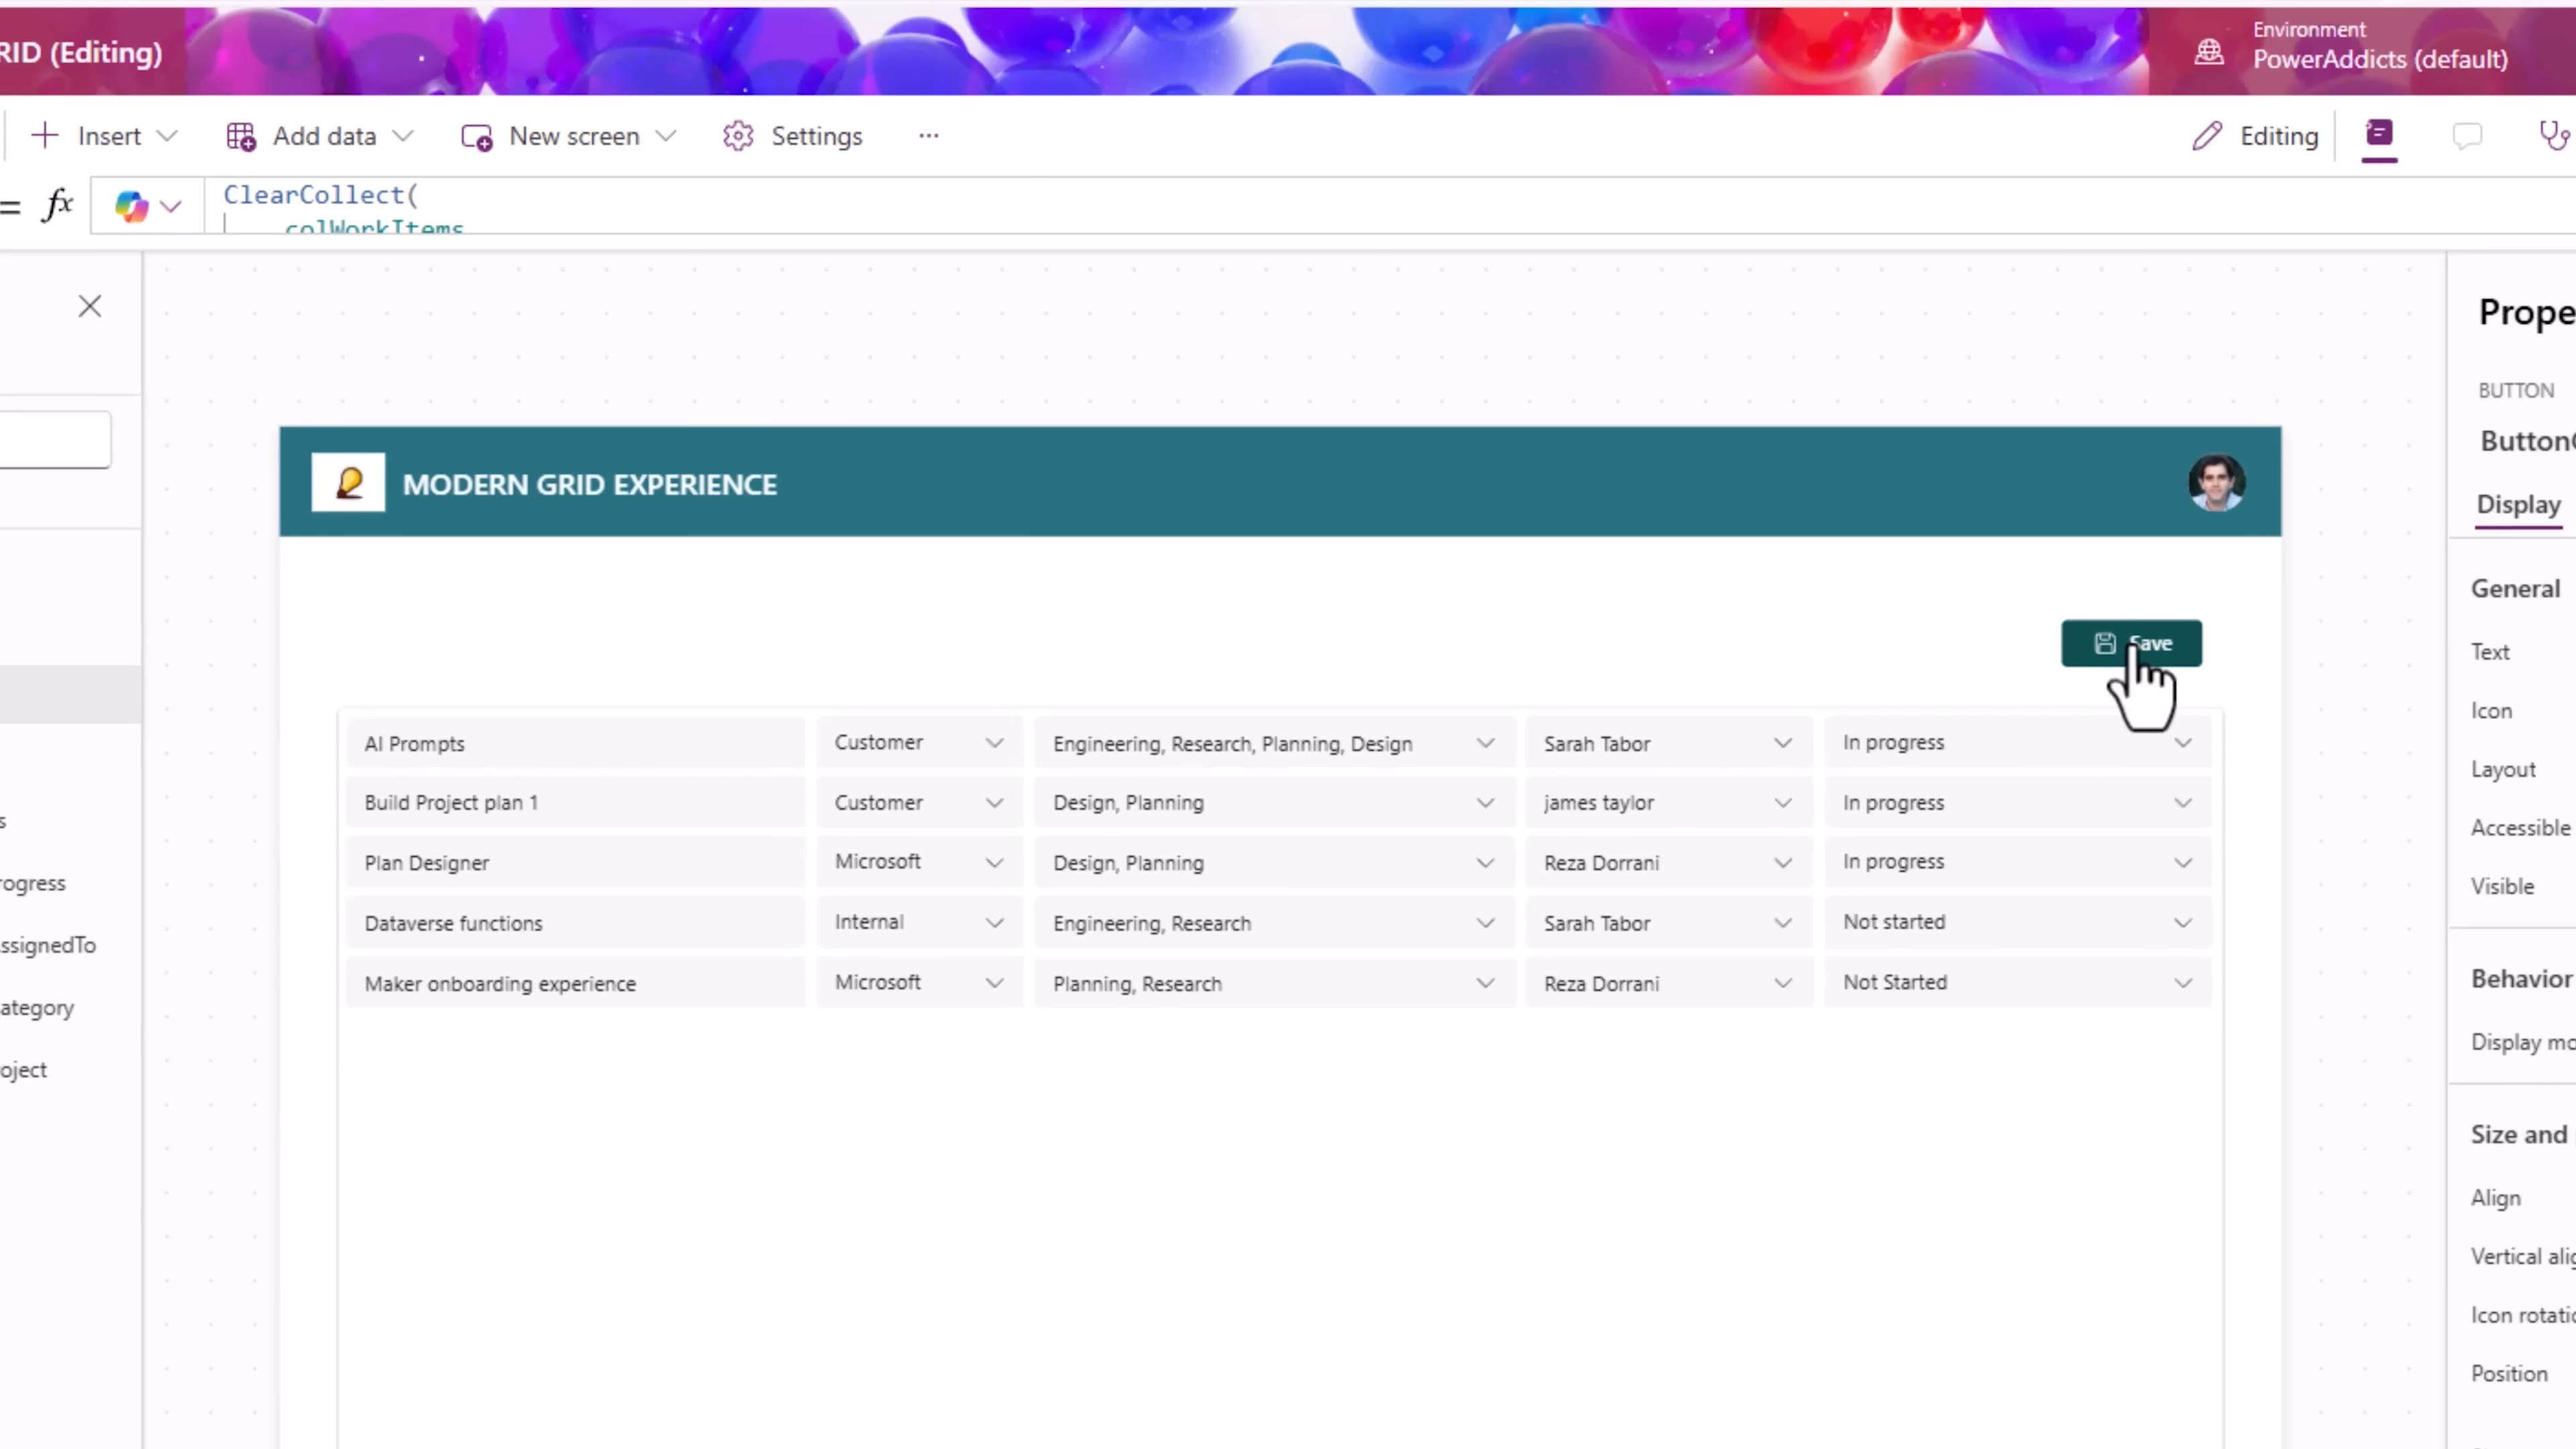 RID (Editing)
Environment
PowerAddicts (default)
Insert
Add data
New screen
Settings
Editing
= fx
ClearCollect(
colWorkItems
Prope
BUTTON
Button
Display
MODERN GRID EXPERIENCE
General
Save
Text
Icon
Layout
Accessible
Visible
AI Prompts Customer Engineering, Research, Planning, Design Sarah Tabor In progress
Build Project plan 1 Customer Design, Planning james taylor In progress
Plan Designer Microsoft Design, Planning Reza Dorrani In progress
Dataverse functions Internal Engineering, Research Sarah Tabor Not started
Maker onboarding experience Microsoft Planning, Research Reza Dorrani Not Started
s
rogress
ssignedTo
ategory
oject
Behavior
Display mo
Size and
Align
Vertical alig
Icon rotatio
Position